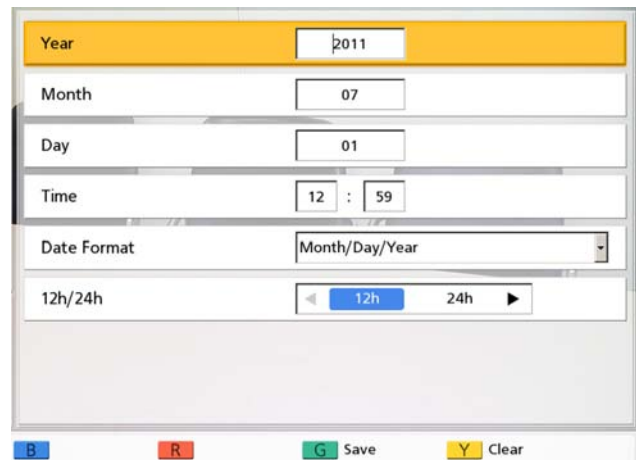 Year 2011
Month 07
Day 01
Time 12 : 59
Date Format Month/Day/Year
12h/24h 12h 24h
B R G Save Y Clear